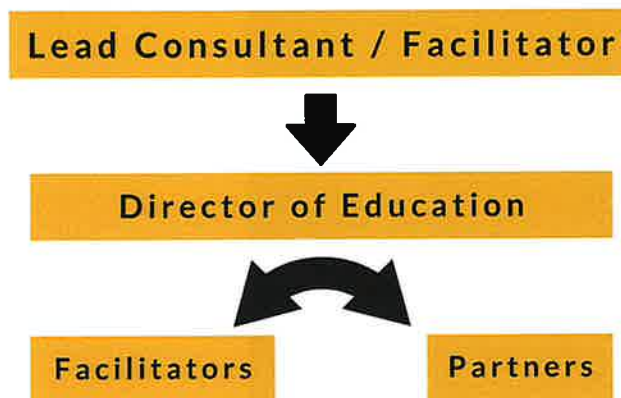 Lead Consultant / Facilitator
Director of Education
Facilitators
Partners